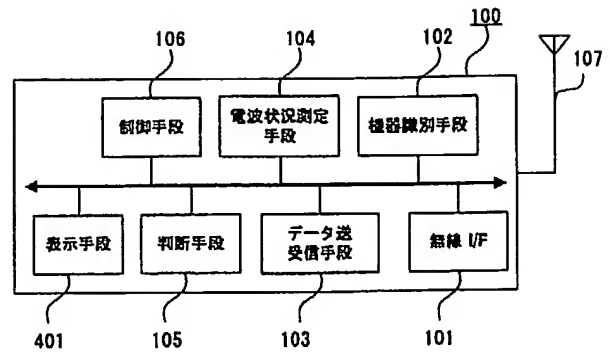 106
104
102
100
107
制御手段
電波状況測定
手段
機器識別手段
表示手段
判断手段
データ送
受信手段
無線 I/F
401
105
103
101